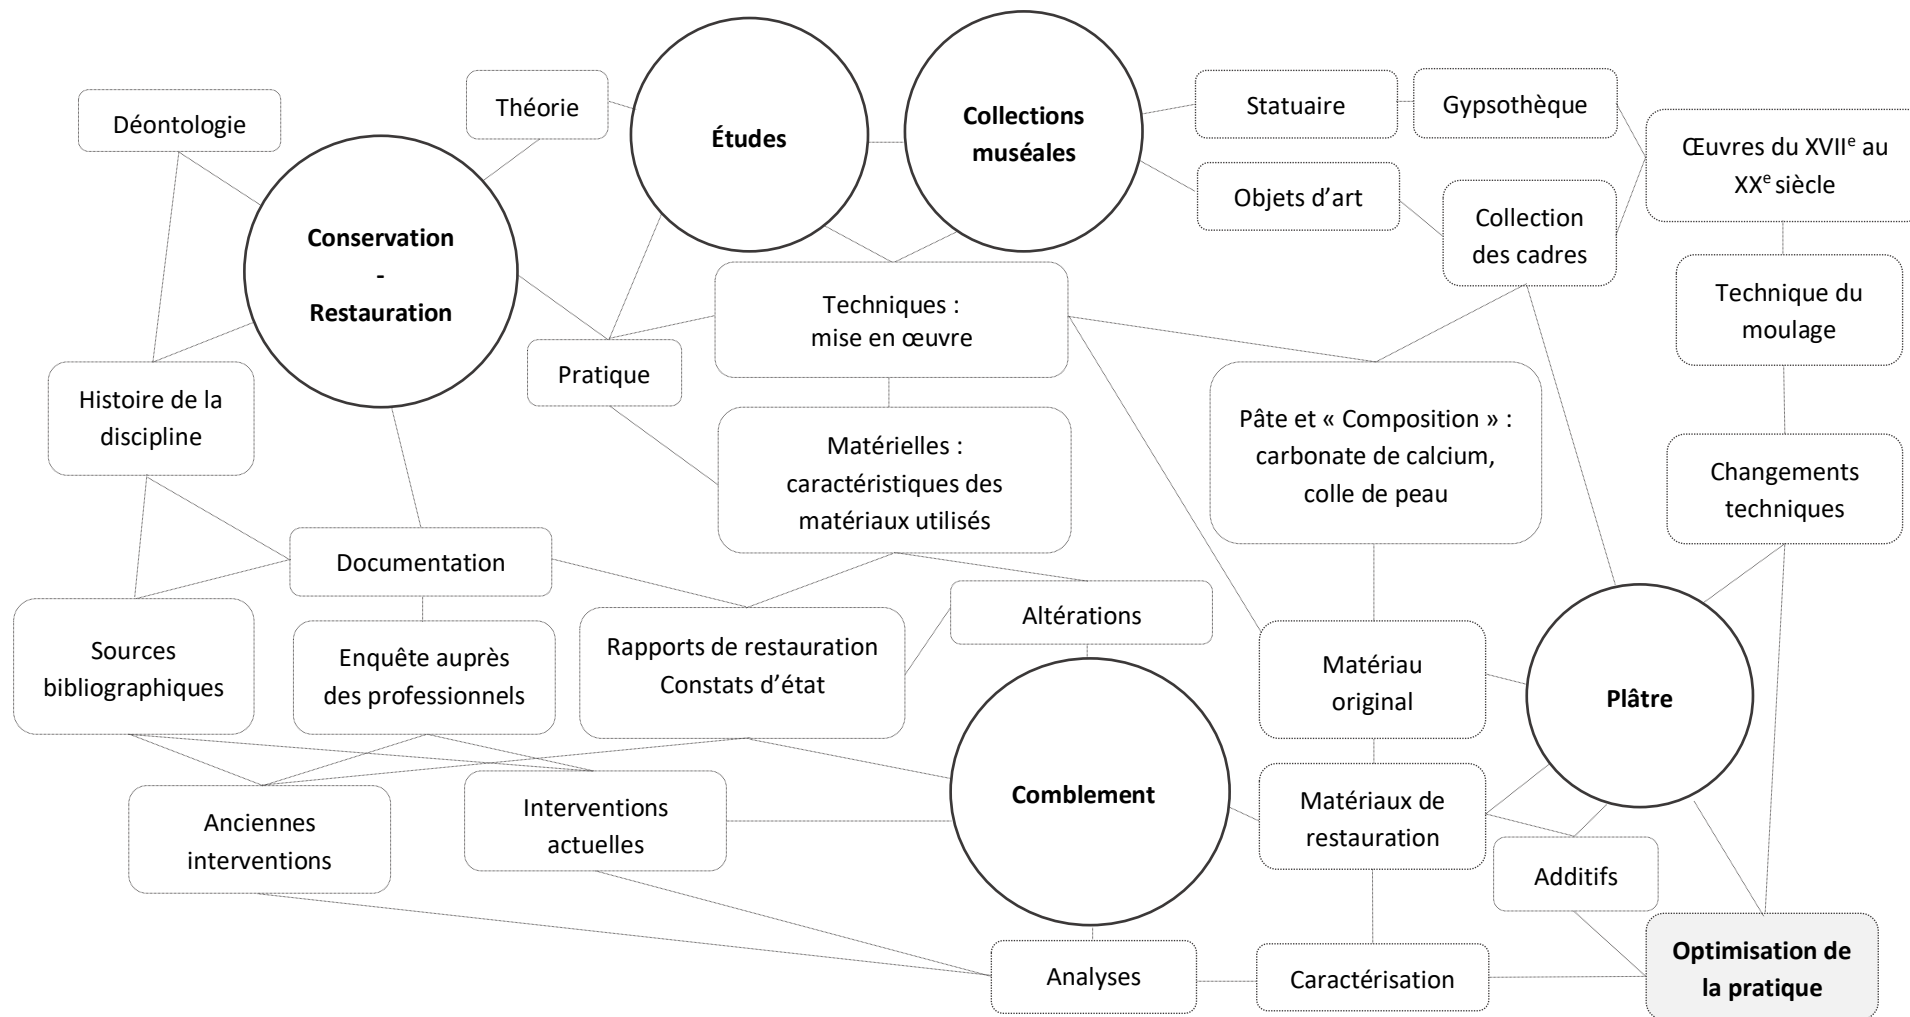 Déontologie
Théorie
Études
Collections
muséales
Statuaire
Gypsothèque
Œuvres du XVIIᵉ au
XXᵉ siècle
Objets d’art
Collection
des cadres
Conservation
-
Restauration
Techniques :
mise en œuvre
Technique du
moulage
Pratique
Histoire de la
discipline
Matérielles :
caractéristiques des
matériaux utilisés
Pâte et « Composition » :
carbonate de calcium,
colle de peau
Changements
techniques
Documentation
Altérations
Sources
bibliographiques
Enquête auprès
des professionnels
Rapports de restauration
Constats d’état
Matériau
original
Plâtre
Anciennes
interventions
Interventions
actuelles
Comblement
Matériaux de
restauration
Additifs
Analyses
Caractérisation
Optimisation de
la pratique